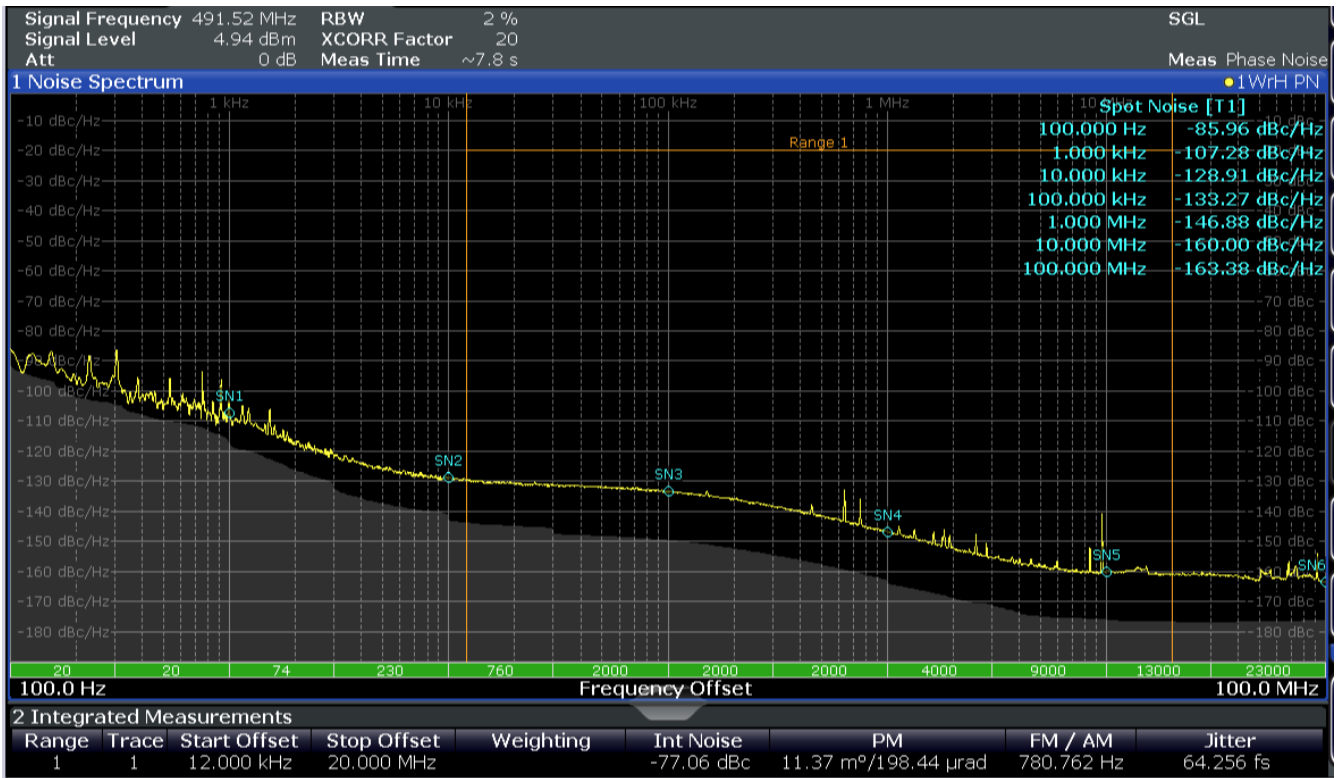 Signal Frequency 491.52 MHz RBW 2 % SGL
Signal Level 4.94 dBm XCORR Factor 20
Att 0 dB Meas Time ~7.8 s Meas Phase Noise
1 Noise Spectrum 1WrH PN
1 kHz 10 kHz 100 kHz 1 MHz
Spot Noise [T1]
100.000 Hz -85.96 dBc/Hz
1.000 kHz -107.28 dBc/Hz
10.000 kHz -128.91 dBc/Hz
100.000 kHz -133.27 dBc/Hz
1.000 MHz -146.88 dBc/Hz
10.000 MHz -160.00 dBc/Hz
100.000 MHz -163.38 dBc/Hz
Range 1
-10 dBc/Hz
-20 dBc/Hz
-30 dBc/Hz
-40 dBc/Hz
-50 dBc/Hz
-60 dBc/Hz
-70 dBc/Hz -70 dBc
-80 dBc/Hz -80 dBc
-90 dBc
-100 dBc/Hz -100 dBc
-110 dBc/Hz -110 dBc
-120 dBc/Hz -120 dBc
-130 dBc/Hz -130 dBc
-140 dBc/Hz -140 dBc
-150 dBc/Hz -150 dBc
-160 dBc/Hz
-170 dBc/Hz -170 dBc
-180 dBc/Hz -180 dBc
SN1
SN2
SN3
SN4
SN5
SN6
20 20 74 230 760 2000 2000 2000 4000 9000 13000 23000
100.0 Hz Frequency Offset 100.0 MHz
2 Integrated Measurements
Range Trace Start Offset Stop Offset Weighting Int Noise PM FM / AM Jitter
1 1 12.000 kHz 20.000 MHz -77.06 dBc 11.37 m°/198.44 µrad 780.762 Hz 64.256 fs